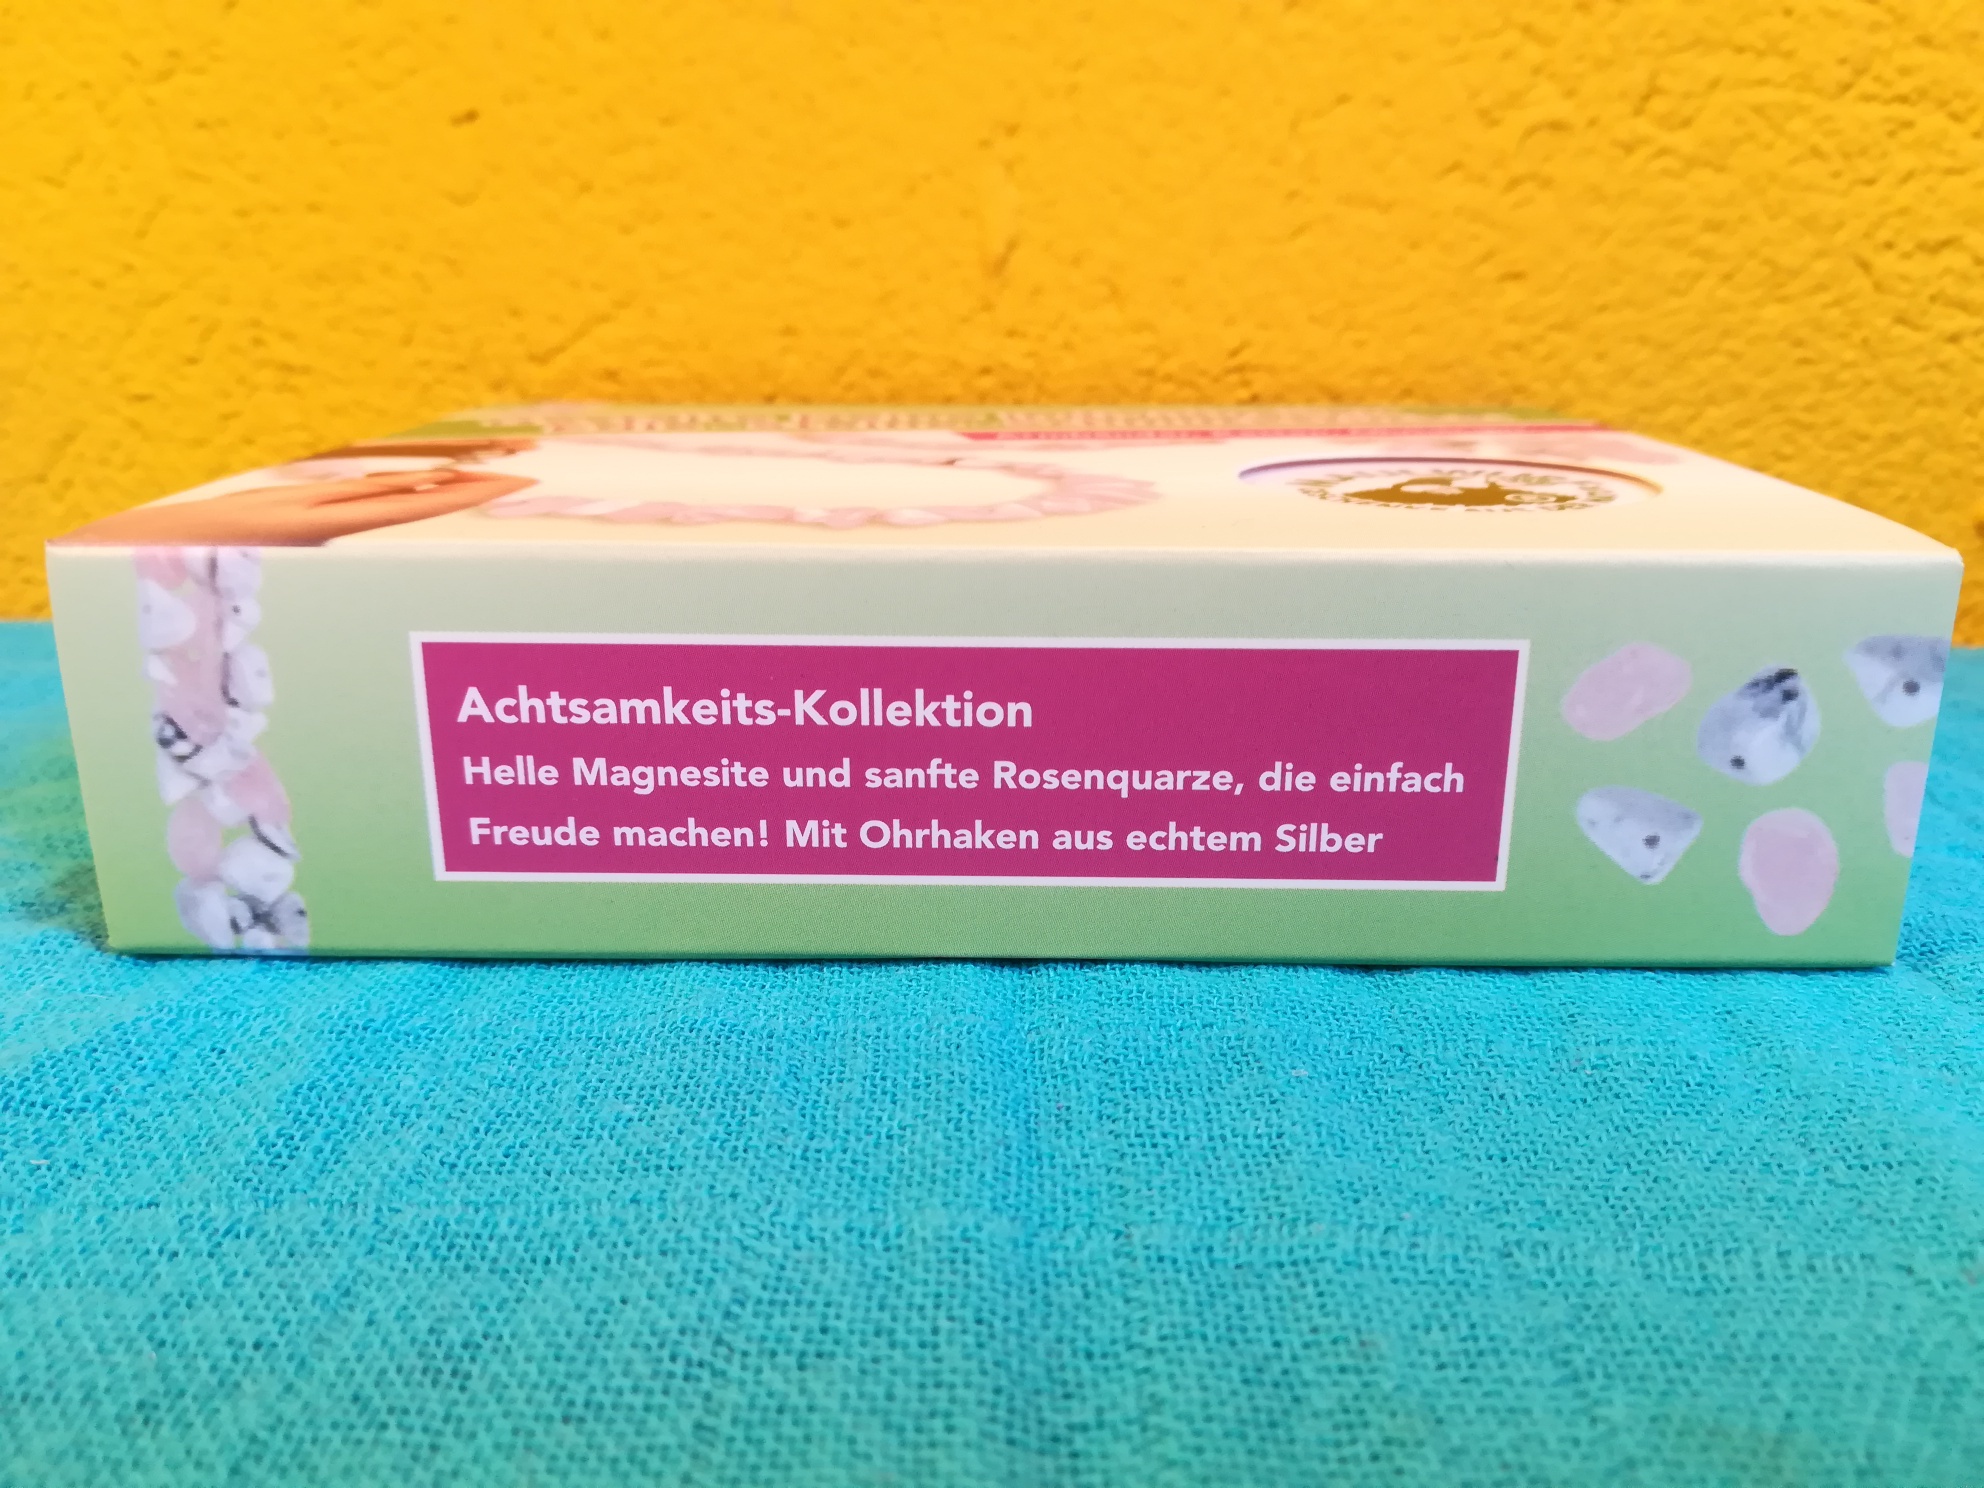 Achtsamkeits-Kollektion
Helle Magnesite und sanfte Rosenquarze, die einfach
Freude machen! Mit Ohrhaken aus echtem Silber